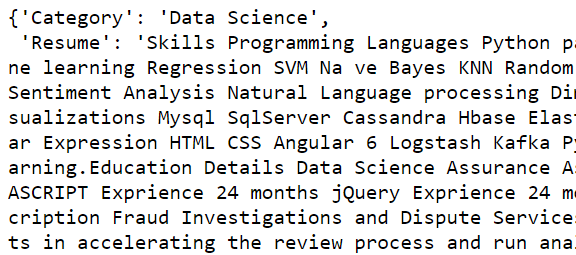 {'Category': 'Data Science',
'Resume': 'Skills Programming Languages Python pa
ne learning Regression SVM Na ve Bayes KNN Random
Sentiment Analysis Natural Language processing Di
sualizations Mysql SqlServer Cassandra Hbase Elas
ar Expression HTML CSS Angular 6 Logstash Kafka Py
arning.Education Details Data Science Assurance As
ASCRIPT Exprience 24 months jQuery Exprience 24 m
cription Fraud Investigations and Dispute Services
ts in accelerating the review process and run ana